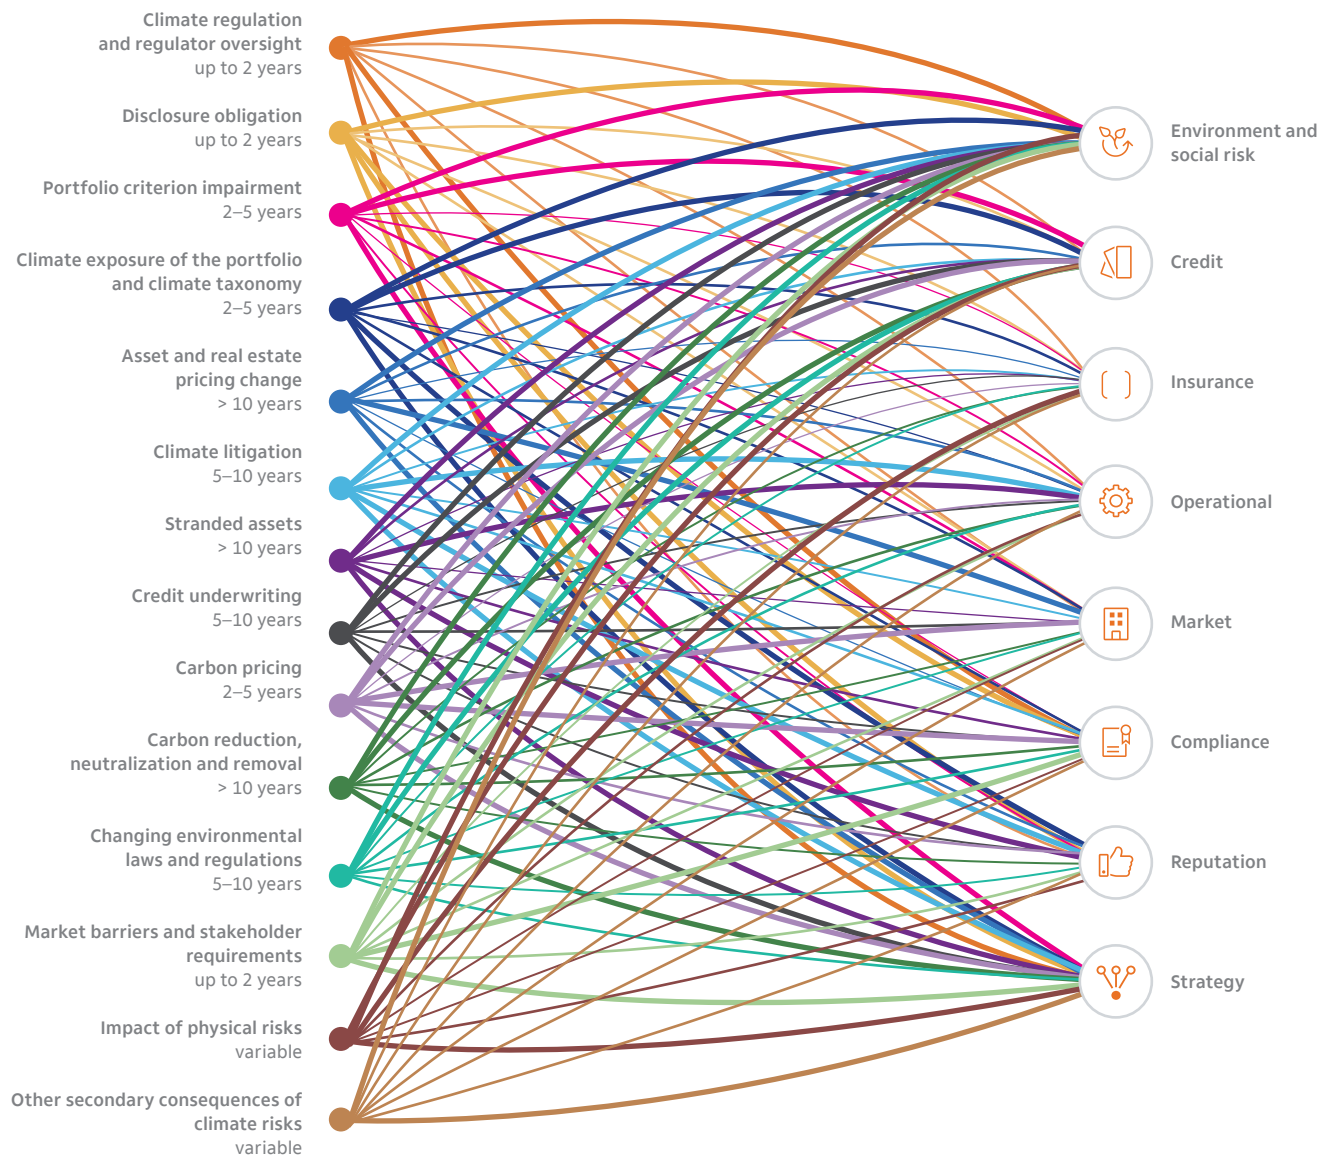 Climate regulation
and regulator oversight
up to 2 years
Disclosure obligation
up to 2 years
Portfolio criterion impairment
2–5 years
Climate exposure of the portfolio
and climate taxonomy
2–5 years
Asset and real estate
pricing change
> 10 years
Climate litigation
5–10 years
Stranded assets
> 10 years
Credit underwriting
5–10 years
Carbon pricing
2–5 years
Carbon reduction,
neutralization and removal
> 10 years
Changing environmental
laws and regulations
5–10 years
Market barriers and stakeholder
requirements
up to 2 years
Impact of physical risks
variable
Other secondary consequences of
climate risks
variable
Environment and
social risk
Credit
Insurance
Operational
Market
Compliance
Reputation
Strategy